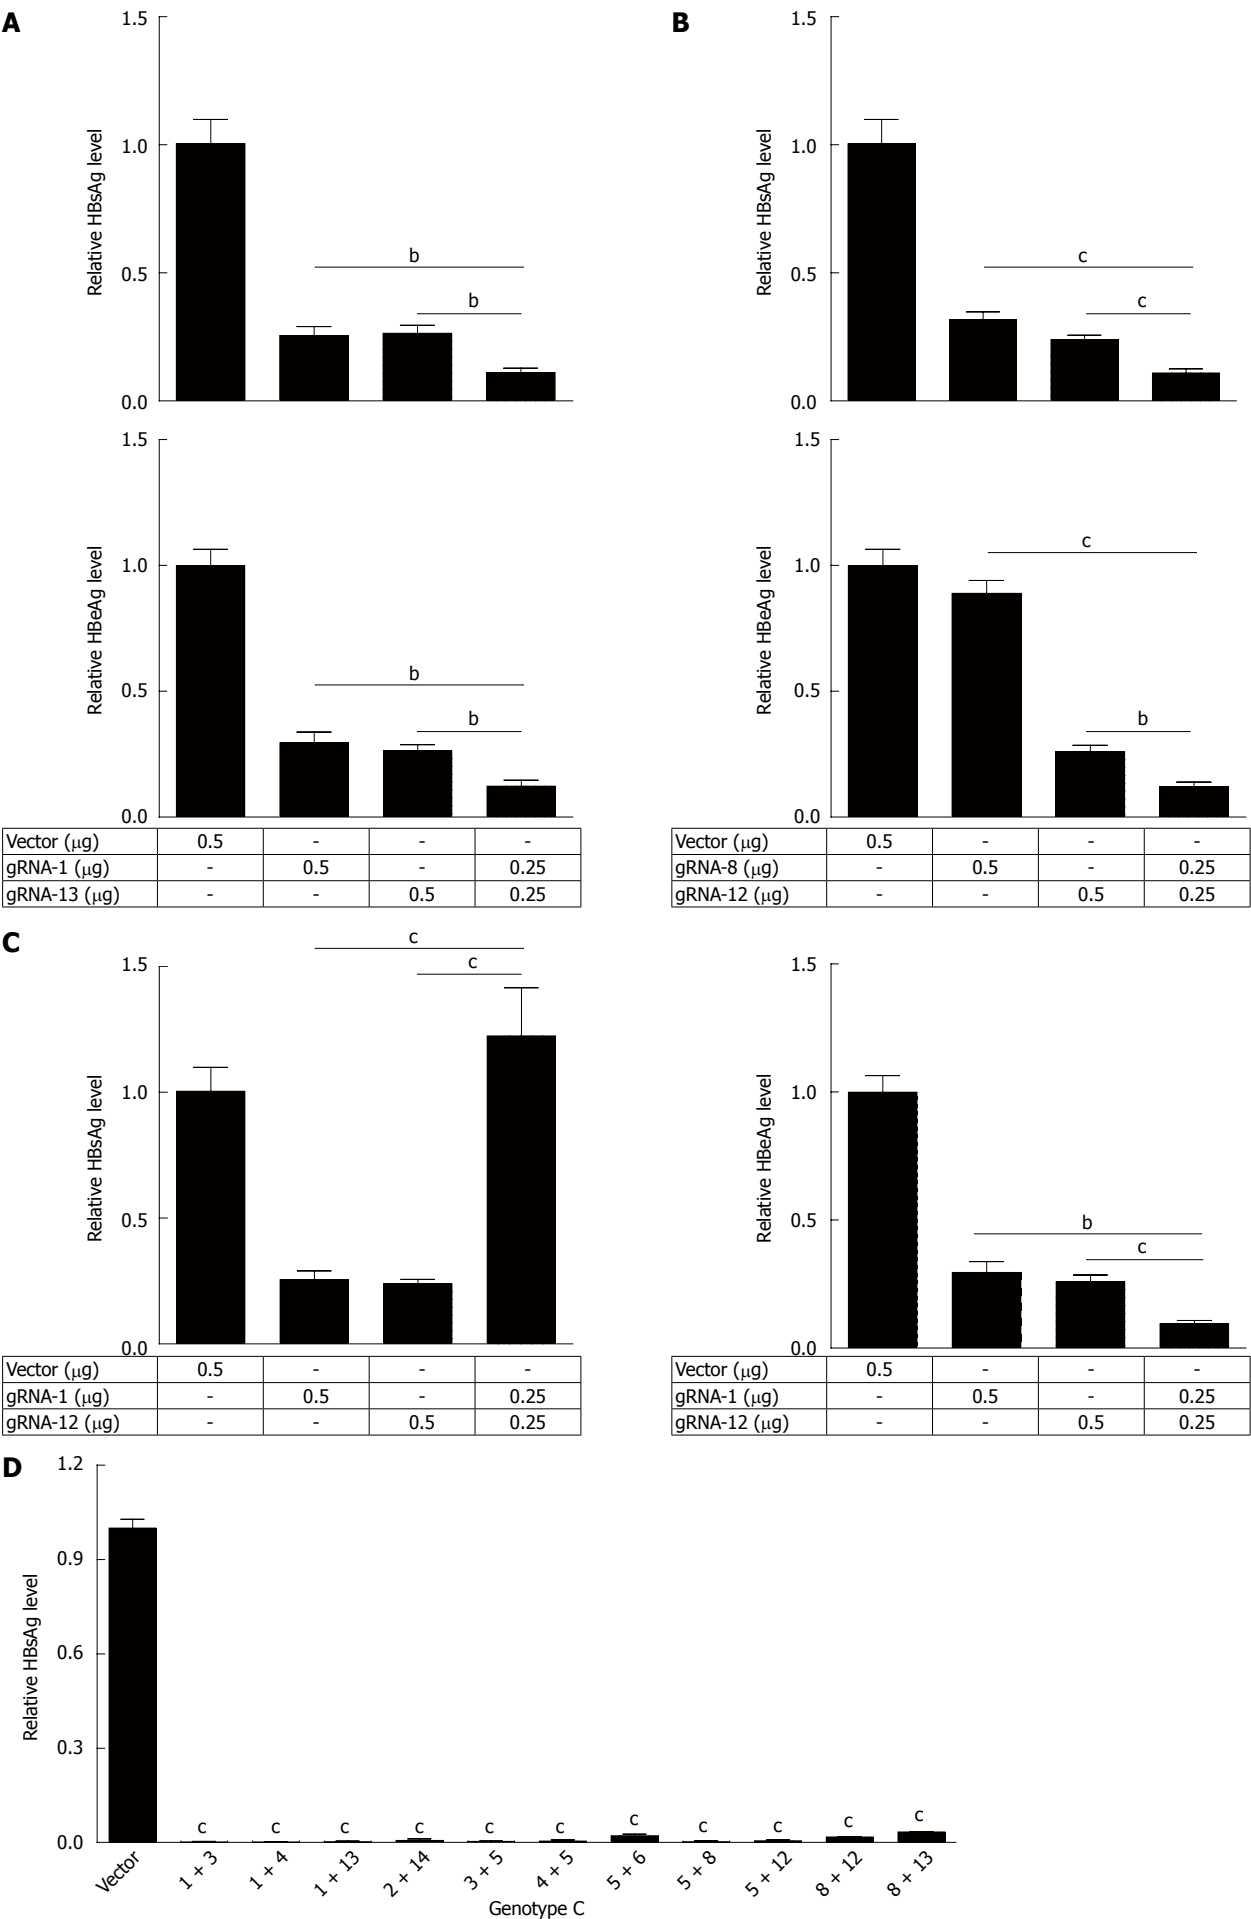 A
1.5
1.0
0.5
0.0
Relative HBsAg level
b
b
1.5
1.0
0.5
0.0
Relative HBeAg level
b
b
Vector (μg) 0.5 - - -
gRNA-1 (μg) - 0.5 - 0.25
gRNA-13 (μg) - - 0.5 0.25
B
1.5
1.0
0.5
0.0
Relative HBsAg level
c
c
1.5
1.0
0.5
0.0
Relative HBeAg level
c
b
Vector (μg) 0.5 - - -
gRNA-8 (μg) - 0.5 - 0.25
gRNA-12 (μg) - - 0.5 0.25
C
1.5
1.0
0.5
0.0
Relative HBsAg level
c
c
Vector (μg) 0.5 - - -
gRNA-1 (μg) - 0.5 - 0.25
gRNA-12 (μg) - - 0.5 0.25
1.5
1.0
0.5
0.0
Relative HBeAg level
b
c
Vector (μg) 0.5 - - -
gRNA-1 (μg) - 0.5 - 0.25
gRNA-12 (μg) - - 0.5 0.25
D
1.2
0.9
0.6
0.3
0.0
Relative HBsAg level
c c c c c c c c c c c
Vector 1 + 3 1 + 4 1 + 13 2 + 14 3 + 5 4 + 5 5 + 6 5 + 8 5 + 12 8 + 12 8 + 13
Genotype C